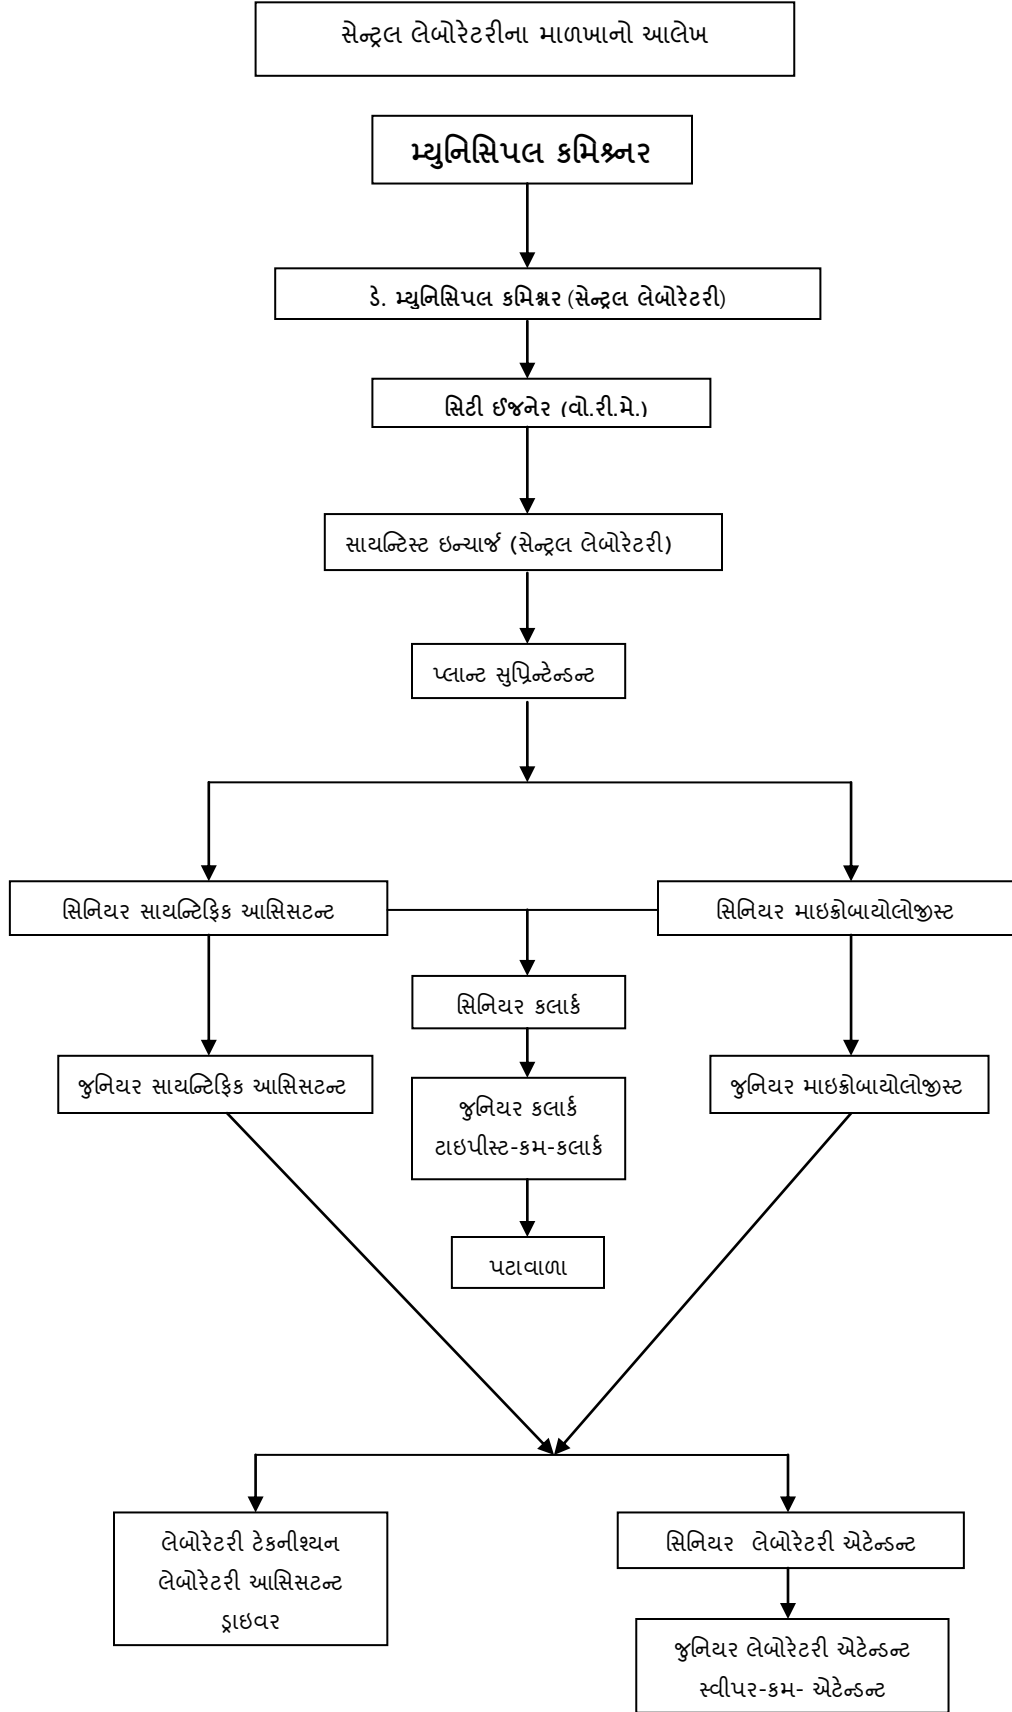 સેન્ટ્રલ લેબોરેટરીના માળખાનો આલેખ
મ્યુનિસિપલ કમિશ્ર્નર
ડે. મ્યુનિસિપલ કમિશ્નર (સેન્ટ્રલ લેબોરેટરી)
સિટી ઈજનેર (વો.રી.મે.)
સાયન્ટિસ્ટ ઇન્ચાર્જ (સેન્ટ્રલ લેબોરેટરી)
પ્લાન્ટ સુપ્રિન્ટેન્ડન્ટ
સિનિયર સાયન્ટિફિક આસિસટન્ટ
સિનિયર માઇક્રોબાયોલોજીસ્ટ
સિનિયર કલાર્ક
જુનિયર સાયન્ટિફિક આસિસટન્ટ
જુનિયર માઇક્રોબાયોલોજીસ્ટ
જુનિયર કલાર્ક
ટાઇપીસ્ટ-કમ-કલાર્ક
પટાવાળા
લેબોરેટરી ટેકનીશ્યન
લેબોરેટરી આસિસટન્ટ
ડ્રાઇવર
સિનિયર લેબોરેટરી એટેન્ડન્ટ
જુનિયર લેબોરેટરી એટેન્ડન્ટ
સ્વીપર-કમ- એટેન્ડન્ટ